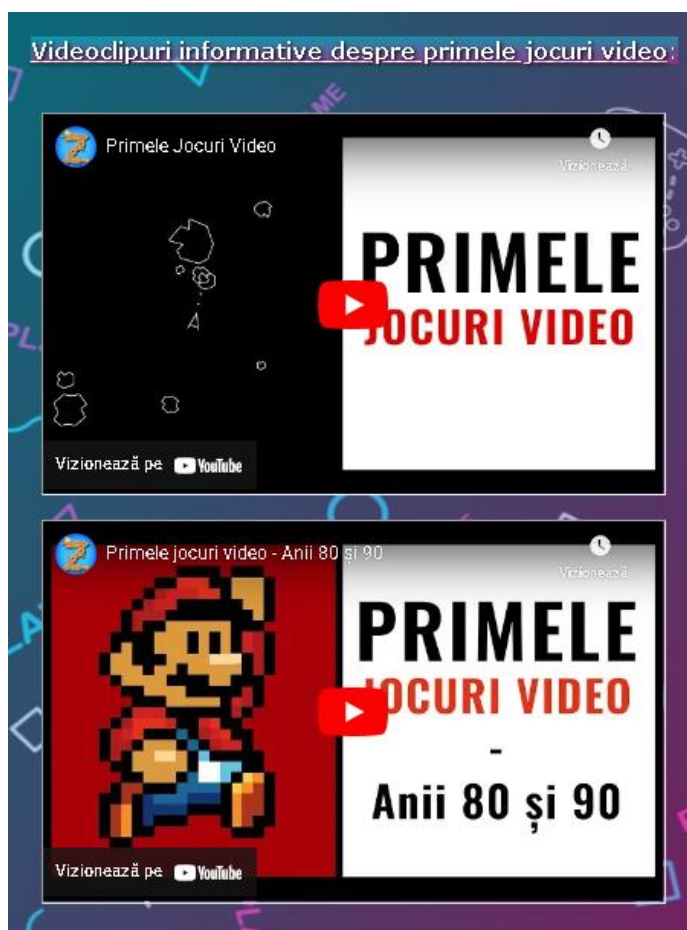 Videoclipuri informative despre primele jocuri video:
Primele Jocuri Video
Vizionează ...
PRIMELE
JOCURI VIDEO
Vizionează pe YouTube
Primele jocuri video - Anii 80 și 90
Vizionează ...
PRIMELE
JOCURI VIDEO
-
Anii 80 și 90
Vizionează pe YouTube